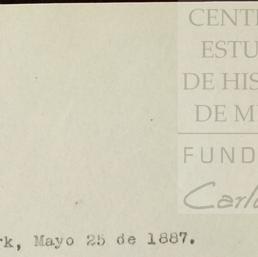 CENT
ESTU
DE HIS
DE M
FUND
Carl
rk, Mayo 25 de 1887.